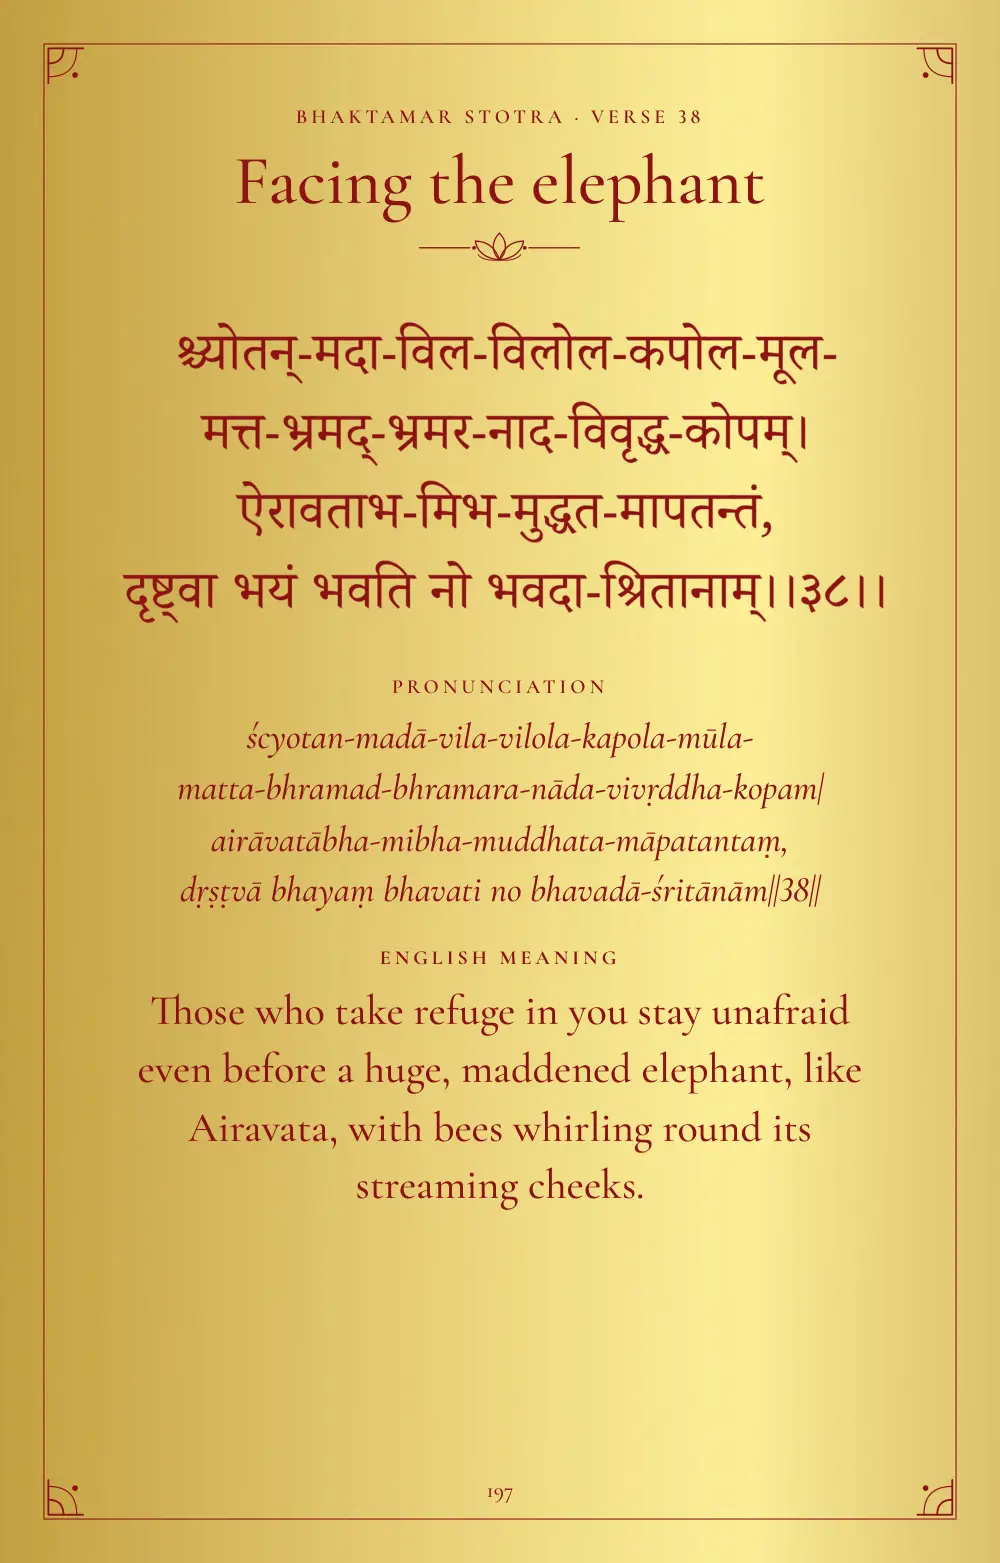 BHAKTAMAR STOTRA · VERSE 38
Facing the elephant
श्च्योतन्-मदा-विल-विलोल-कपोल-मूल-
मत्त-भ्रमद्-भ्रमर-नाद-विवृद्ध-कोपम्।
ऐरावताभ-मिभ-मुद्धत-मापतन्तं,
दृष्ट्वा भयं भवति नो भवदा-श्रितानाम्।।३८।।
PRONUNCIATION
ścyotan-madā-vila-vilola-kapola-mūla-
matta-bhramad-bhramara-nāda-vivṛddha-kopam|
airāvatābha-mibha-muddhata-māpatantaṃ,
dṛṣṭvā bhayaṃ bhavati no bhavadā-śritānām||38||
ENGLISH MEANING
Those who take refuge in you stay unafraid
even before a huge, maddened elephant, like
Airavata, with bees whirling round its
streaming cheeks.
197